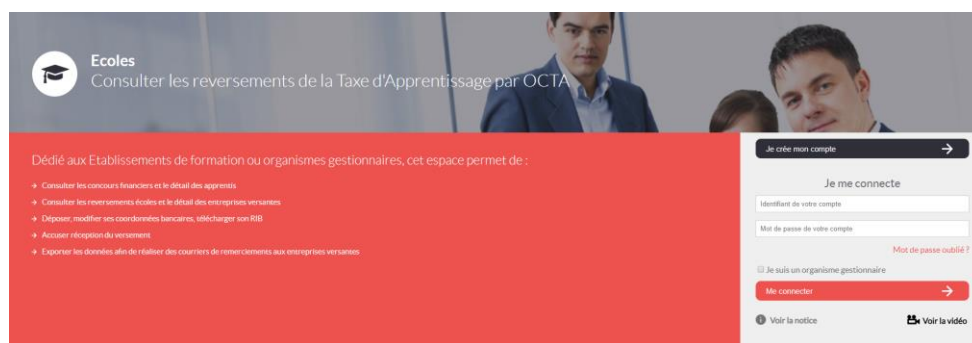 Ecoles
Consulter les reversements de la Taxe d'Apprentissage par OCTA
Dédié aux Etablissements de formation ou organismes gestionnaires, cet espace permet de :
→ Consulter les concours financiers et le détail des apprentis
→ Consulter les reversements écoles et le détail des entreprises versantes
→ Déposer, modifier ses coordonnées bancaires, télécharger son RIB
→ Accuser réception du versement
→ Exporter les données afin de réaliser des courriers de remerciements aux entreprises versantes
Je crée mon compte →
Je me connecte
Identifiant de votre compte
Mot de passe de votre compte
Mot de passe oublié ?
Je suis un organisme gestionnaire
Me connecter →
Voir la notice
Voir la vidéo